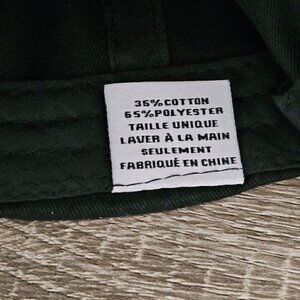 35% COTTON
65% POLYESTER
TAILLE UNIQUE
LAVER À LA MAIN
SEULEMENT
FABRIQUÉ EN CHINE